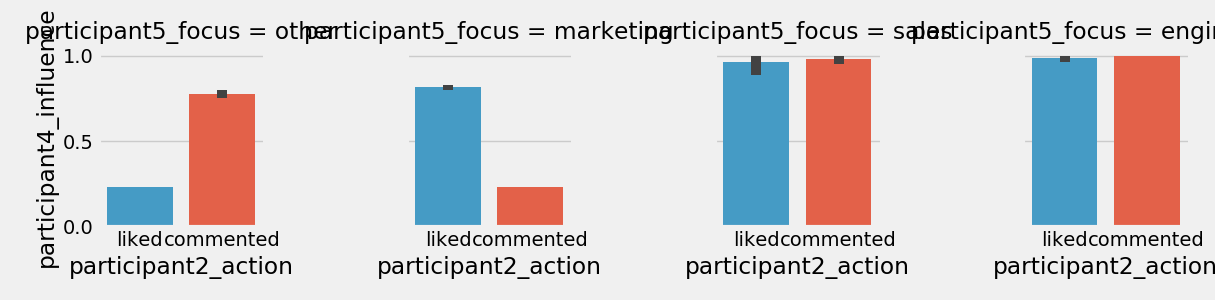 participant5_focus = other
participant5_focus = marketing
participant5_focus = sales
participant5_focus = engin
participant4_influence
1.0
0.5
0.0
liked commented
liked commented
liked commented
liked commented
participant2_action
participant2_action
participant2_action
participant2_action